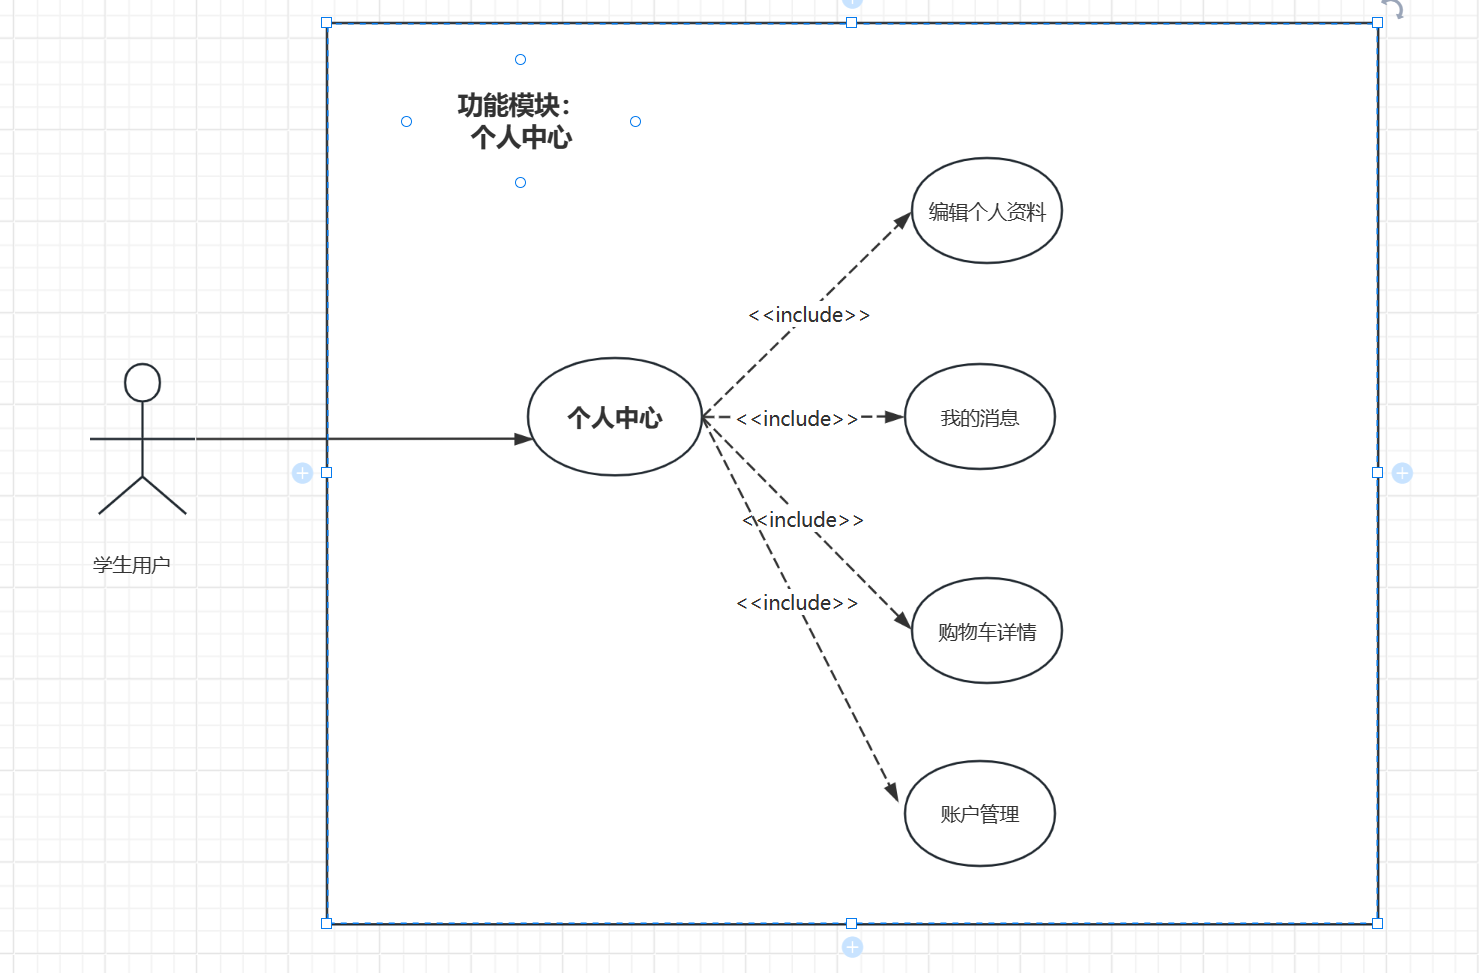 功能模块：
个人中心
编辑个人资料
<<include>>
个人中心
<<include>>
我的消息
<<include>>
学生用户
<<include>>
购物车详情
账户管理